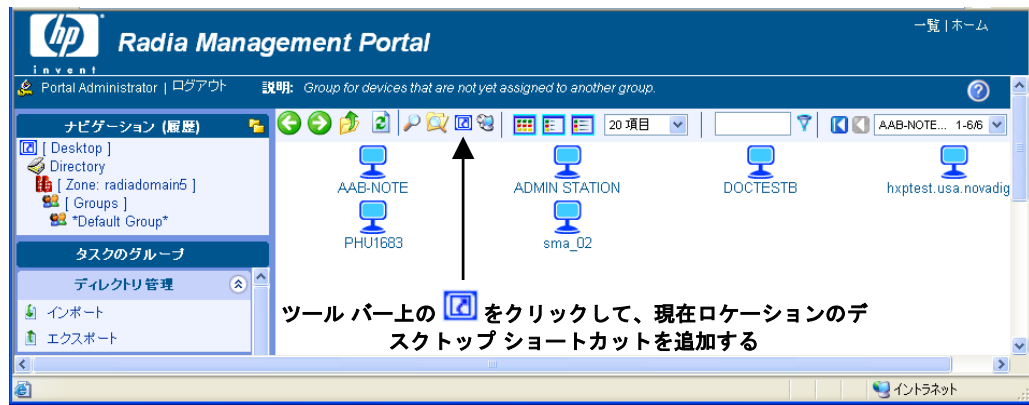 一覧 | ホーム
hp
invent
Radia Management Portal
Portal Administrator | ログアウト
説明: Group for devices that are not yet assigned to another group.
ナビゲーション (履歴)
[ Desktop ]
Directory
[ Zone: radiadomain5 ]
[ Groups ]
*Default Group*
タスクのグループ
ディレクトリ管理
インポート
エクスポート
20 項目
AAB-NOTE... 1-6/6
AAB-NOTE
ADMIN STATION
DOCTESTB
hxptest.usa.novadig
PHU1683
sma_02
ツール バー上の をクリックして、現在ロケーションのデ
スクトップ ショートカットを追加する
イントラネット